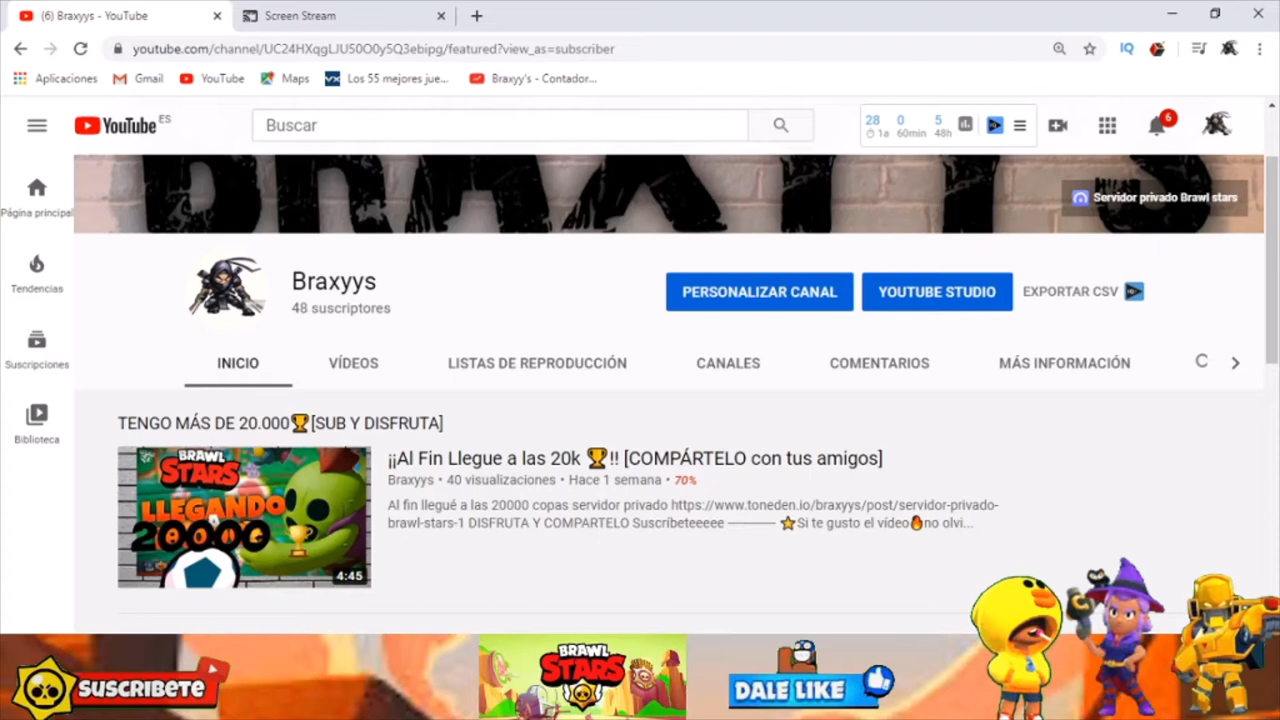 (6) Braxyys - YouTube
Screen Stream
youtube.com/channel/UC24HXqgLJU50O0y5Q3ebipg/featured?view_as=subscriber
IQ
Aplicaciones
Gmail
YouTube
Maps
Los 55 mejores jue...
Braxyy's - Contador...
YouTube ES
Buscar
28 0 5
1a 60min 48h
6
BRAXYYS
Servidor privado Brawl stars
Página principal
Tendencias
Suscripciones
Biblioteca
Braxyys
48 suscriptores
PERSONALIZAR CANAL
YOUTUBE STUDIO
EXPORTAR CSV
INICIO
VÍDEOS
LISTAS DE REPRODUCCIÓN
CANALES
COMENTARIOS
MÁS INFORMACIÓN
TENGO MÁS DE 20.000🏆[SUB Y DISFRUTA]
BRAWL
STARS
LLEGANDO
20000
4:45
¡¡Al Fin Llegue a las 20k 🏆!! [COMPÁRTELO con tus amigos]
Braxyys • 40 visualizaciones • Hace 1 semana • 70%
Al fin llegué a las 20000 copas servidor privado https://www.toneden.io/braxyys/post/servidor-privado-
brawl-stars-1 DISFRUTA Y COMPARTELO Suscríbeteeeee ———— ⭐Si te gusto el vídeo🔥no olvi...
SUSCRIBETE
BRAWL
STARS
DALE LIKE